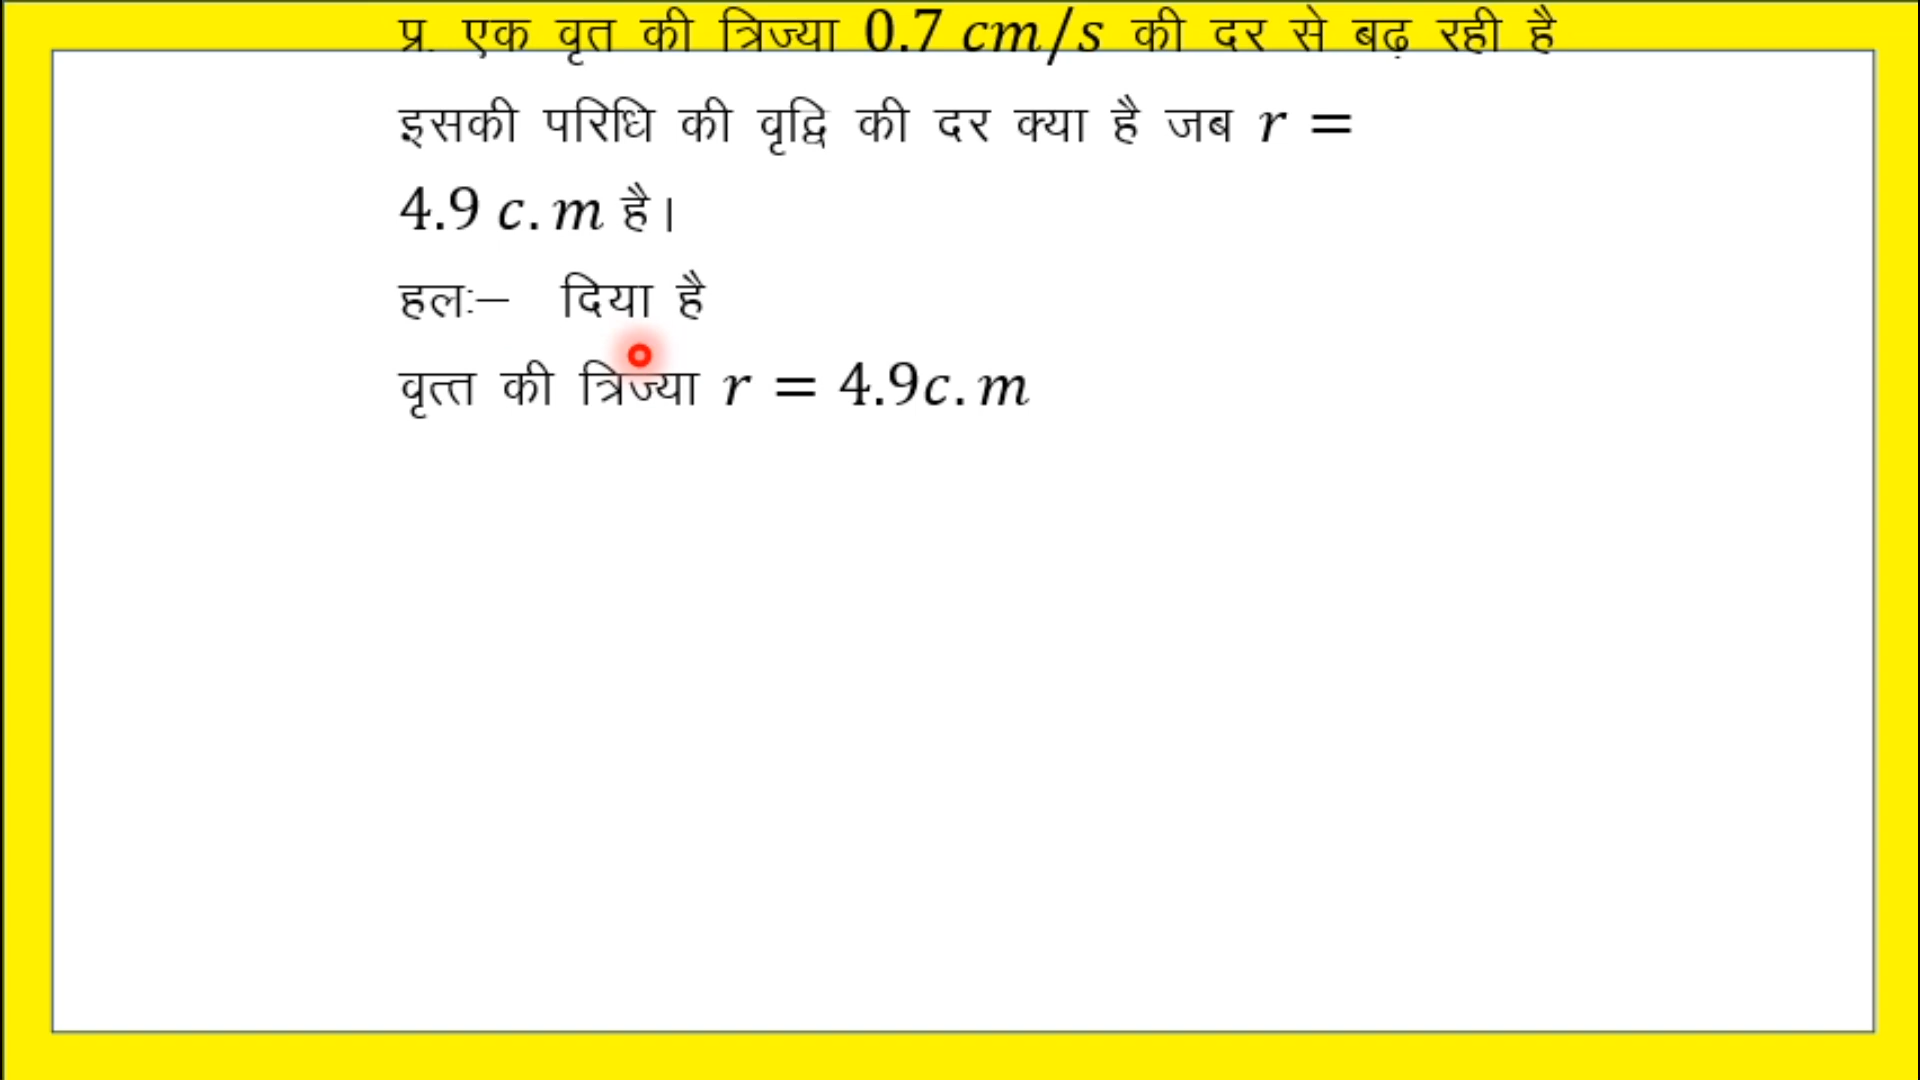 प्र. एक वृत की त्रिज्या 0.7 cm/s की दर से बढ़ रही है
इसकी परिधि की वृद्वि की दर क्या है जब r =
4.9 c.m है।
हलः– दिया है
वृत्त की त्रिज्या r = 4.9c.m